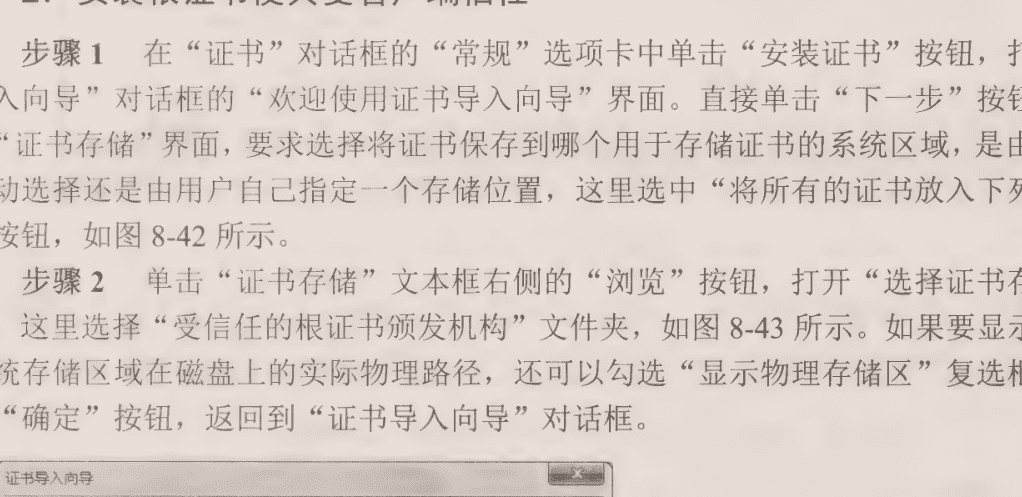 2. 安装根证书使其受客户端信任
步骤 1 在“证书”对话框的“常规”选项卡中单击“安装证书”按钮，打
入向导”对话框的“欢迎使用证书导入向导”界面。直接单击“下一步”按钮
“证书存储”界面，要求选择将证书保存到哪个用于存储证书的系统区域，是由
动选择还是由用户自己指定一个存储位置，这里选中“将所有的证书放入下列
按钮，如图 8-42 所示。
步骤 2 单击“证书存储”文本框右侧的“浏览”按钮，打开“选择证书存
这里选择“受信任的根证书颁发机构”文件夹，如图 8-43 所示。如果要显示
统存储区域在磁盘上的实际物理路径，还可以勾选“显示物理存储区”复选框
“确定”按钮，返回到“证书导入向导”对话框。
证书导入向导